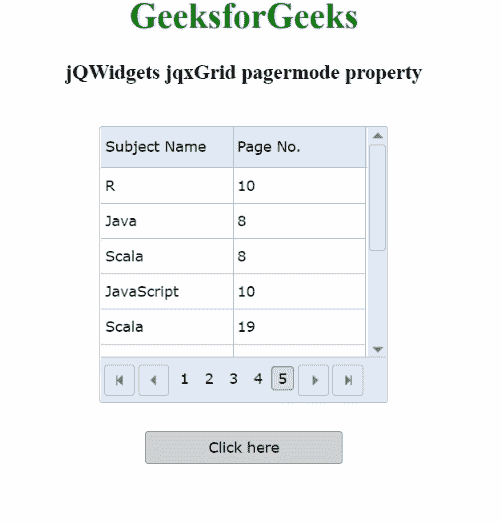 GeeksforGeeks
jQWidgets jqxGrid pagermode property
Subject Name Page No.
R 10
Java 8
Scala 8
JavaScript 10
Scala 19
1 2 3 4 5
Click here